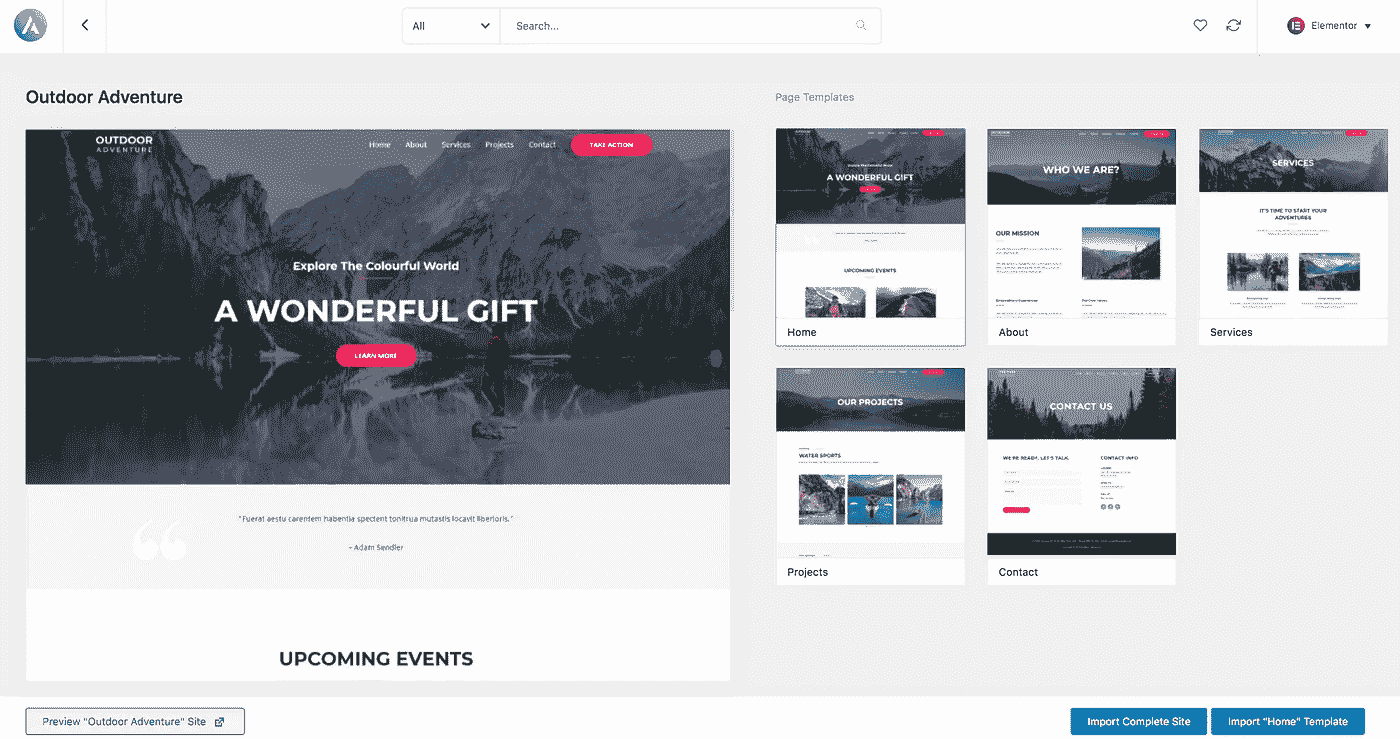 All
Search...
Elementor
Outdoor Adventure
Page Templates
OUTDOOR
ADVENTURE
Home About Services Projects Contact TAKE ACTION
Explore The Colourful World
A WONDERFUL GIFT
LEARN MORE
"Fuerat aestu carentem habentia spectent tonitrua mutastis locavit liberioris."
– Adam Sendler
UPCOMING EVENTS
A WONDERFUL GIFT
UPCOMING EVENTS
Home
WHO WE ARE?
OUR MISSION
About
SERVICES
IT'S TIME TO START YOUR
ADVENTURES
Services
OUR PROJECTS
WATER SPORTS
Projects
CONTACT US
WE'RE READY, LET'S TALK.
CONTACT INFO
Contact
Preview "Outdoor Adventure" Site
Import Complete Site
Import "Home" Template